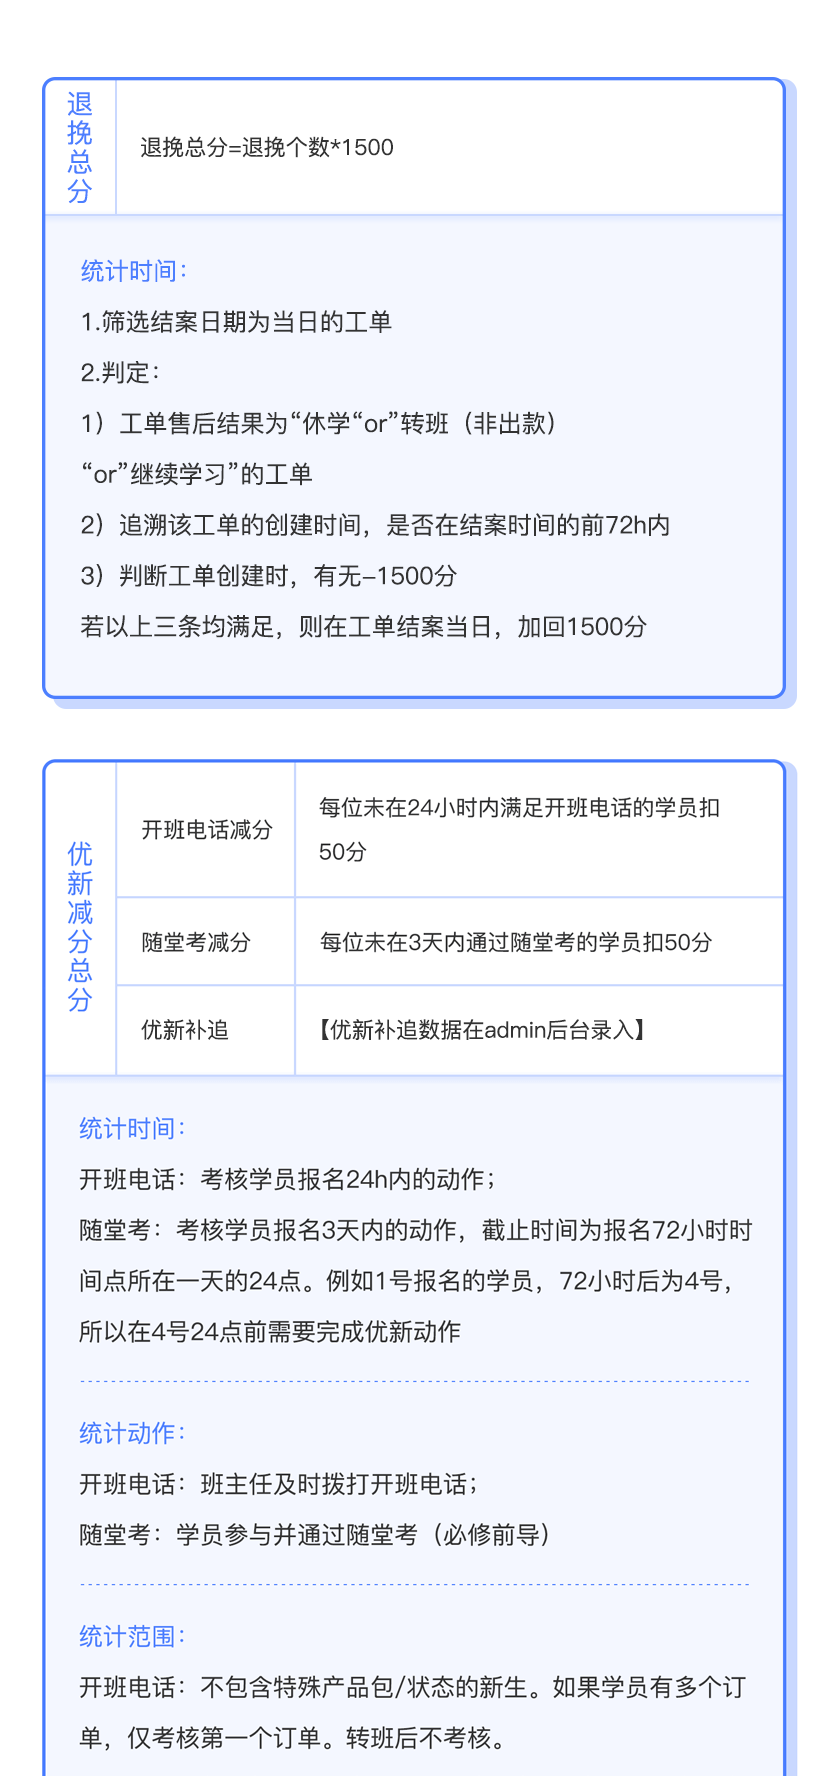 退挽总分
退挽总分=退挽个数*1500
统计时间：
1.筛选结案日期为当日的工单
2.判定：
1）工单售后结果为“休学“or”转班（非出款）
“or”继续学习”的工单
2）追溯该工单的创建时间，是否在结案时间的前72h内
3）判断工单创建时，有无–1500分
若以上三条均满足，则在工单结案当日，加回1500分
优新减分总分
开班电话减分
每位未在24小时内满足开班电话的学员扣
50分
随堂考减分
每位未在3天内通过随堂考的学员扣50分
优新补追
【优新补追数据在admin后台录入】
统计时间：
开班电话：考核学员报名24h内的动作；
随堂考：考核学员报名3天内的动作，截止时间为报名72小时时
间点所在一天的24点。例如1号报名的学员，72小时后为4号，
所以在4号24点前需要完成优新动作
统计动作：
开班电话：班主任及时拨打开班电话；
随堂考：学员参与并通过随堂考（必修前导）
统计范围：
开班电话：不包含特殊产品包/状态的新生。如果学员有多个订
单，仅考核第一个订单。转班后不考核。